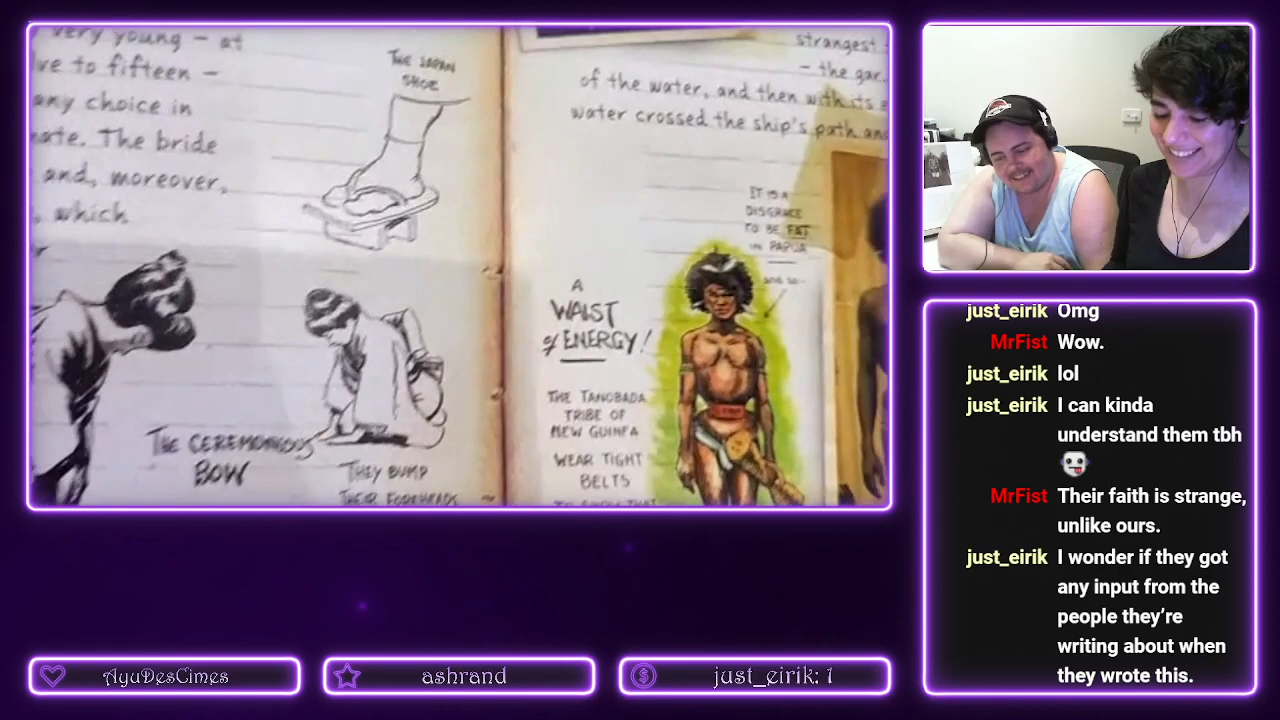 very young - at
ve to fifteen -
any choice in
nate. The bride
and, moreover,
, which
THE JAPAN
SHOE
THE CEREMONIOUS
BOW
THEY BUMP
THEIR FOREHEADS
strangest
- the gar
of the water, and then with its
water crossed the ship's path and
IT IS A
DISGRACE
TO BE FAT
IN PAPUA
and so-
A
WAIST
of ENERGY!
THE TANOBADA
TRIBE OF
NEW GUINEA
WEAR TIGHT
BELTS
just_eirik Omg
MrFist Wow.
just_eirik lol
just_eirik I can kinda
understand them tbh
MrFist Their faith is strange,
unlike ours.
just_eirik I wonder if they got
any input from the
people they’re
writing about when
they wrote this.
AyuDesCimes
ashrand
just_eirik: 1